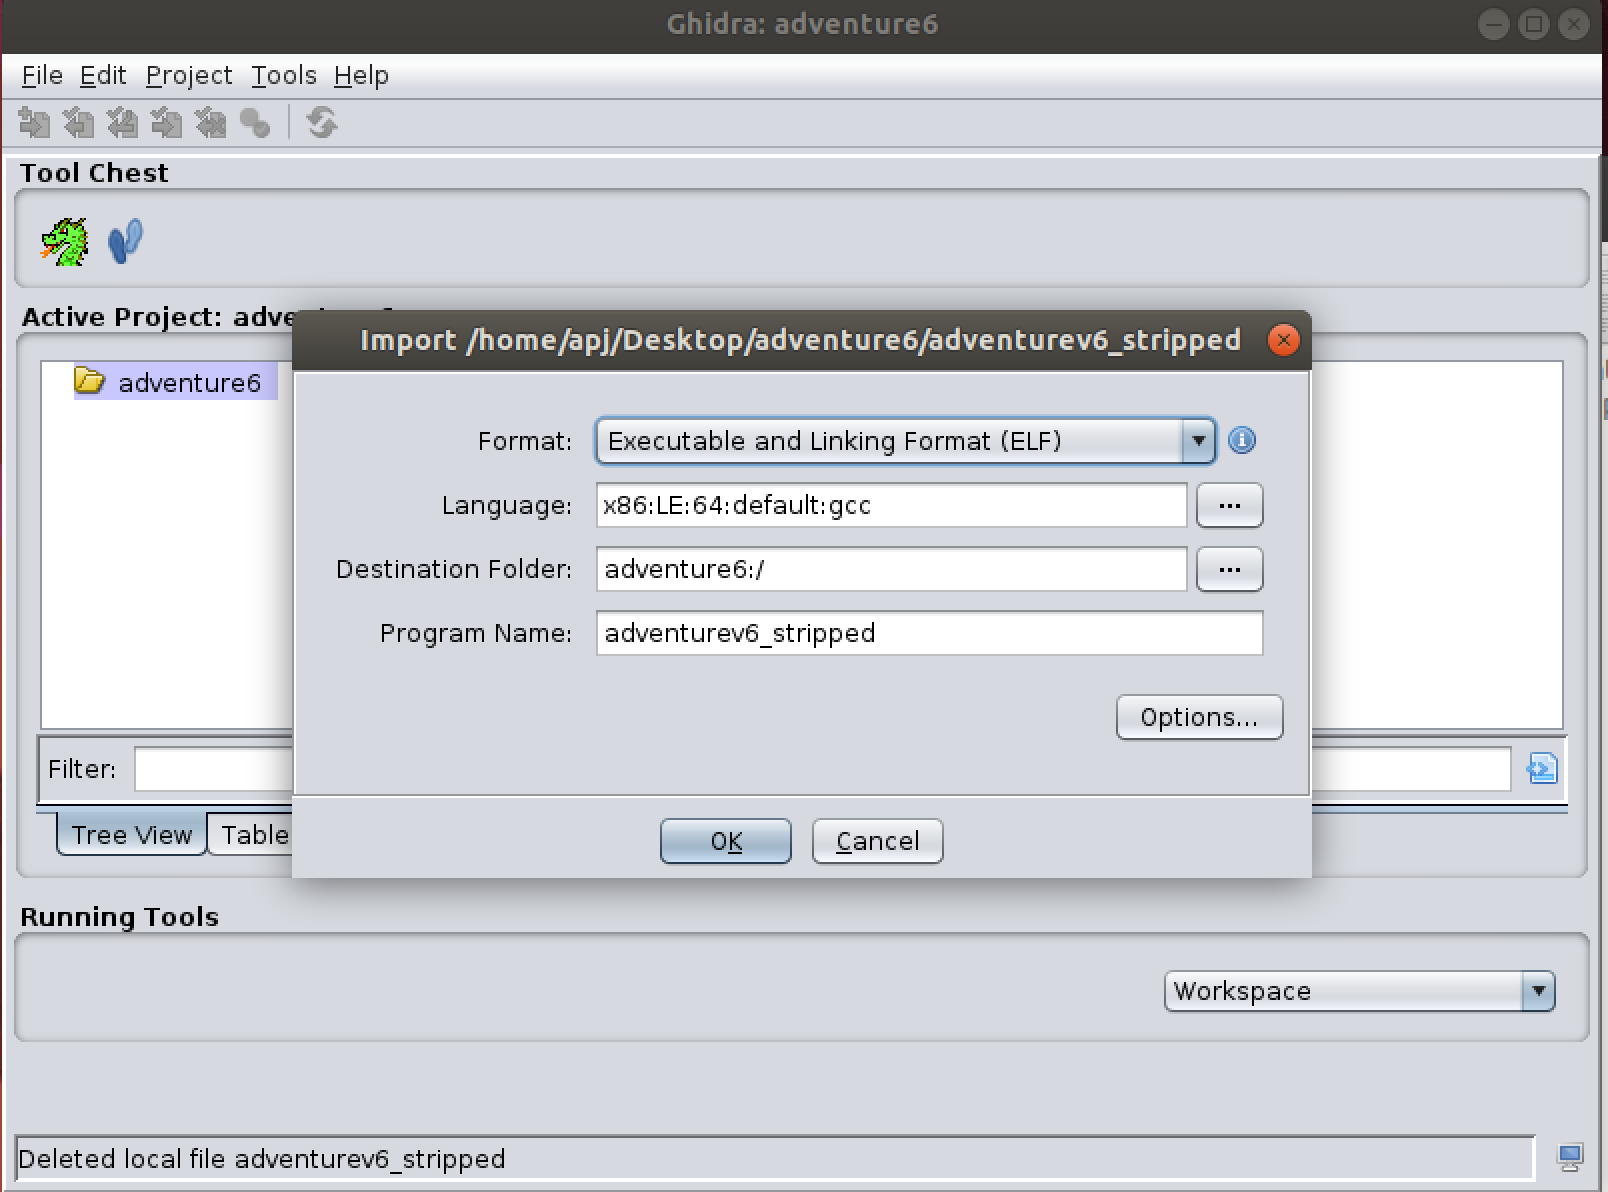 Ghidra: adventure6
File Edit Project Tools Help
Tool Chest
Active Project: adve
Import /home/apj/Desktop/adventure6/adventurev6_stripped
adventure6
Format: Executable and Linking Format (ELF)
Language: x86:LE:64:default:gcc ...
Destination Folder: adventure6:/ ...
Program Name: adventurev6_stripped
Options...
Filter:
Tree View Table
OK Cancel
Running Tools
Workspace
Deleted local file adventurev6_stripped